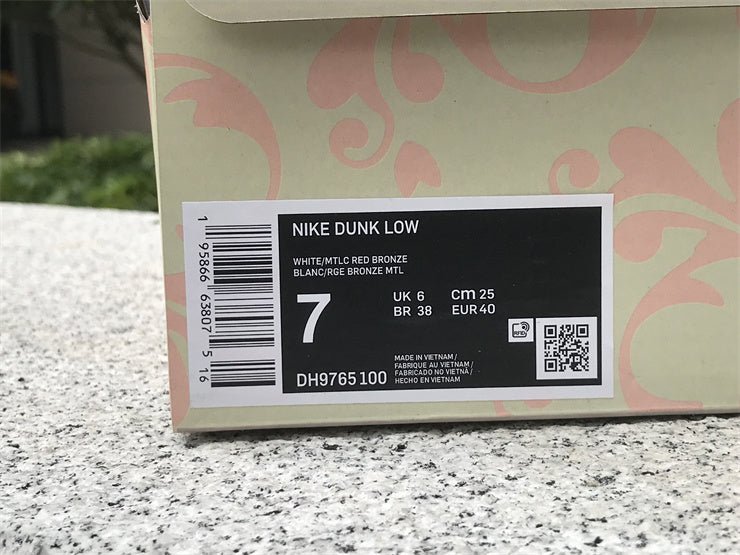 NIKE DUNK LOW
WHITE/MTLC RED BRONZE
BLANC/RGE BRONZE MTL
7
UK 6 cm 25
BR 38 EUR 40
RFID
DH9765 100
MADE IN VIETNAM /
FABRIQUE AU VIETNAM /
FABRICADO NO VIETNÃ /
HECHO EN VIETNAM
1 95866 63807 5 16